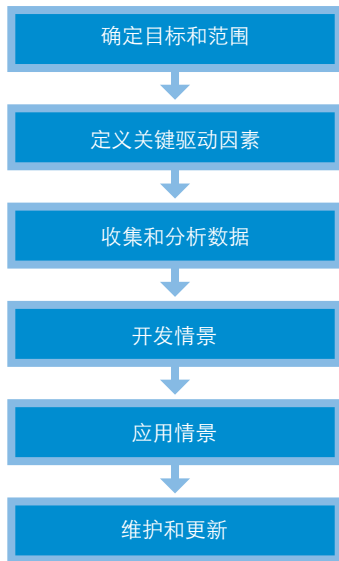 确定目标和范围
定义关键驱动因素
收集和分析数据
开发情景
应用情景
维护和更新